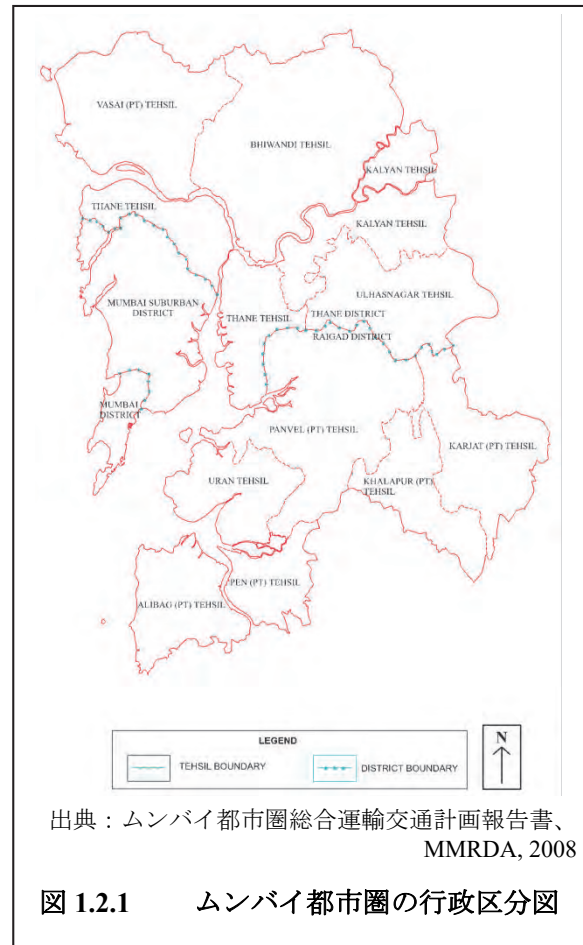 VASAI (PT) TEHSIL
BHIWANDI TEHSIL
KALYAN TEHSIL
THANE TEHSIL
KALYAN TEHSIL
ULHASNAGAR TEHSIL
MUMBAI SUBURBAN
DISTRICT
THANE TEHSIL
THANE DISTRICT
RAIGAD DISTRICT
MUMBAI
DISTRICT
PANVEL (PT) TEHSIL
KARJAT (PT) TEHSIL
URAN TEHSIL
KHALAPUR (PT)
TEHSIL
PEN (PT) TEHSIL
ALIBAG (PT) TEHSIL
LEGEND
TEHSIL BOUNDARY
DISTRICT BOUNDARY
N
出典：ムンバイ都市圏総合運輸交通計画報告書、
MMRDA, 2008
図 1.2.1 ムンバイ都市圏の行政区分図